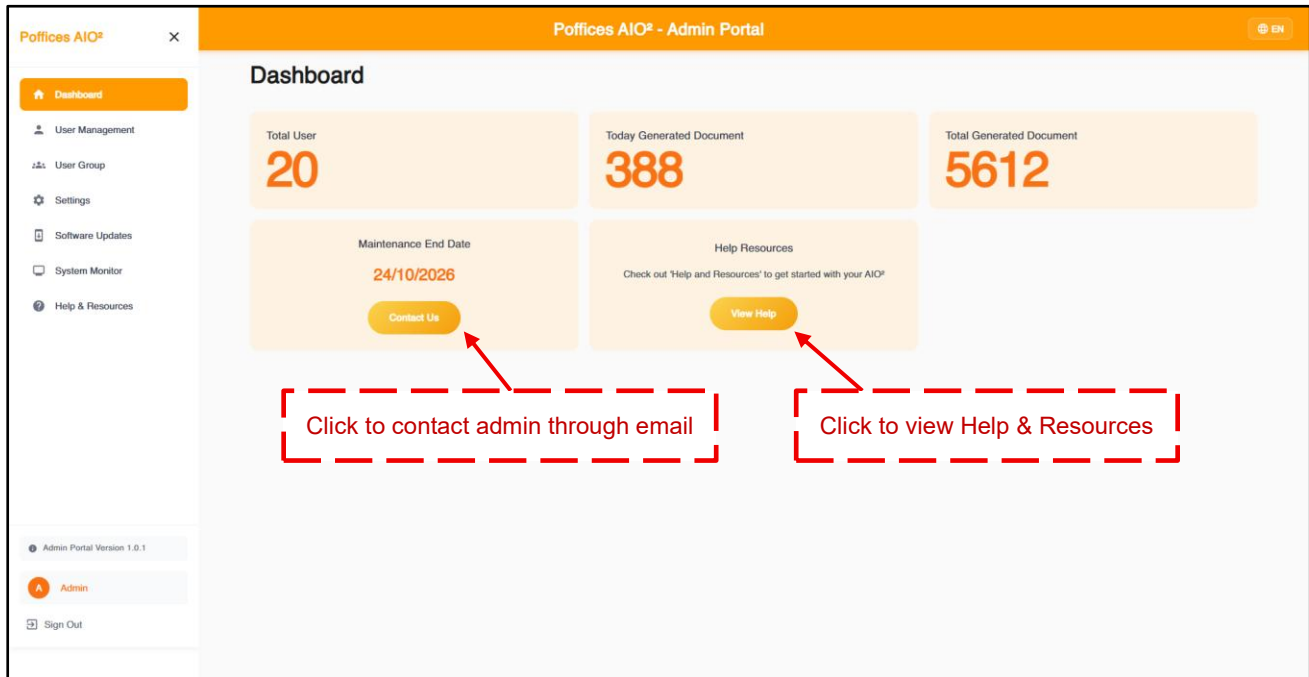 Poffices AIO²
Poffices AIO² - Admin Portal
EN
Dashboard
User Management
User Group
Settings
Software Updates
System Monitor
Help & Resources
Admin Portal Version 1.0.1
A
Admin
Sign Out
Dashboard
Total User
20
Today Generated Document
388
Total Generated Document
5612
Maintenance End Date
24/10/2026
Contact Us
Help Resources
Check out 'Help and Resources' to get started with your AIO²
View Help
Click to contact admin through email
Click to view Help & Resources